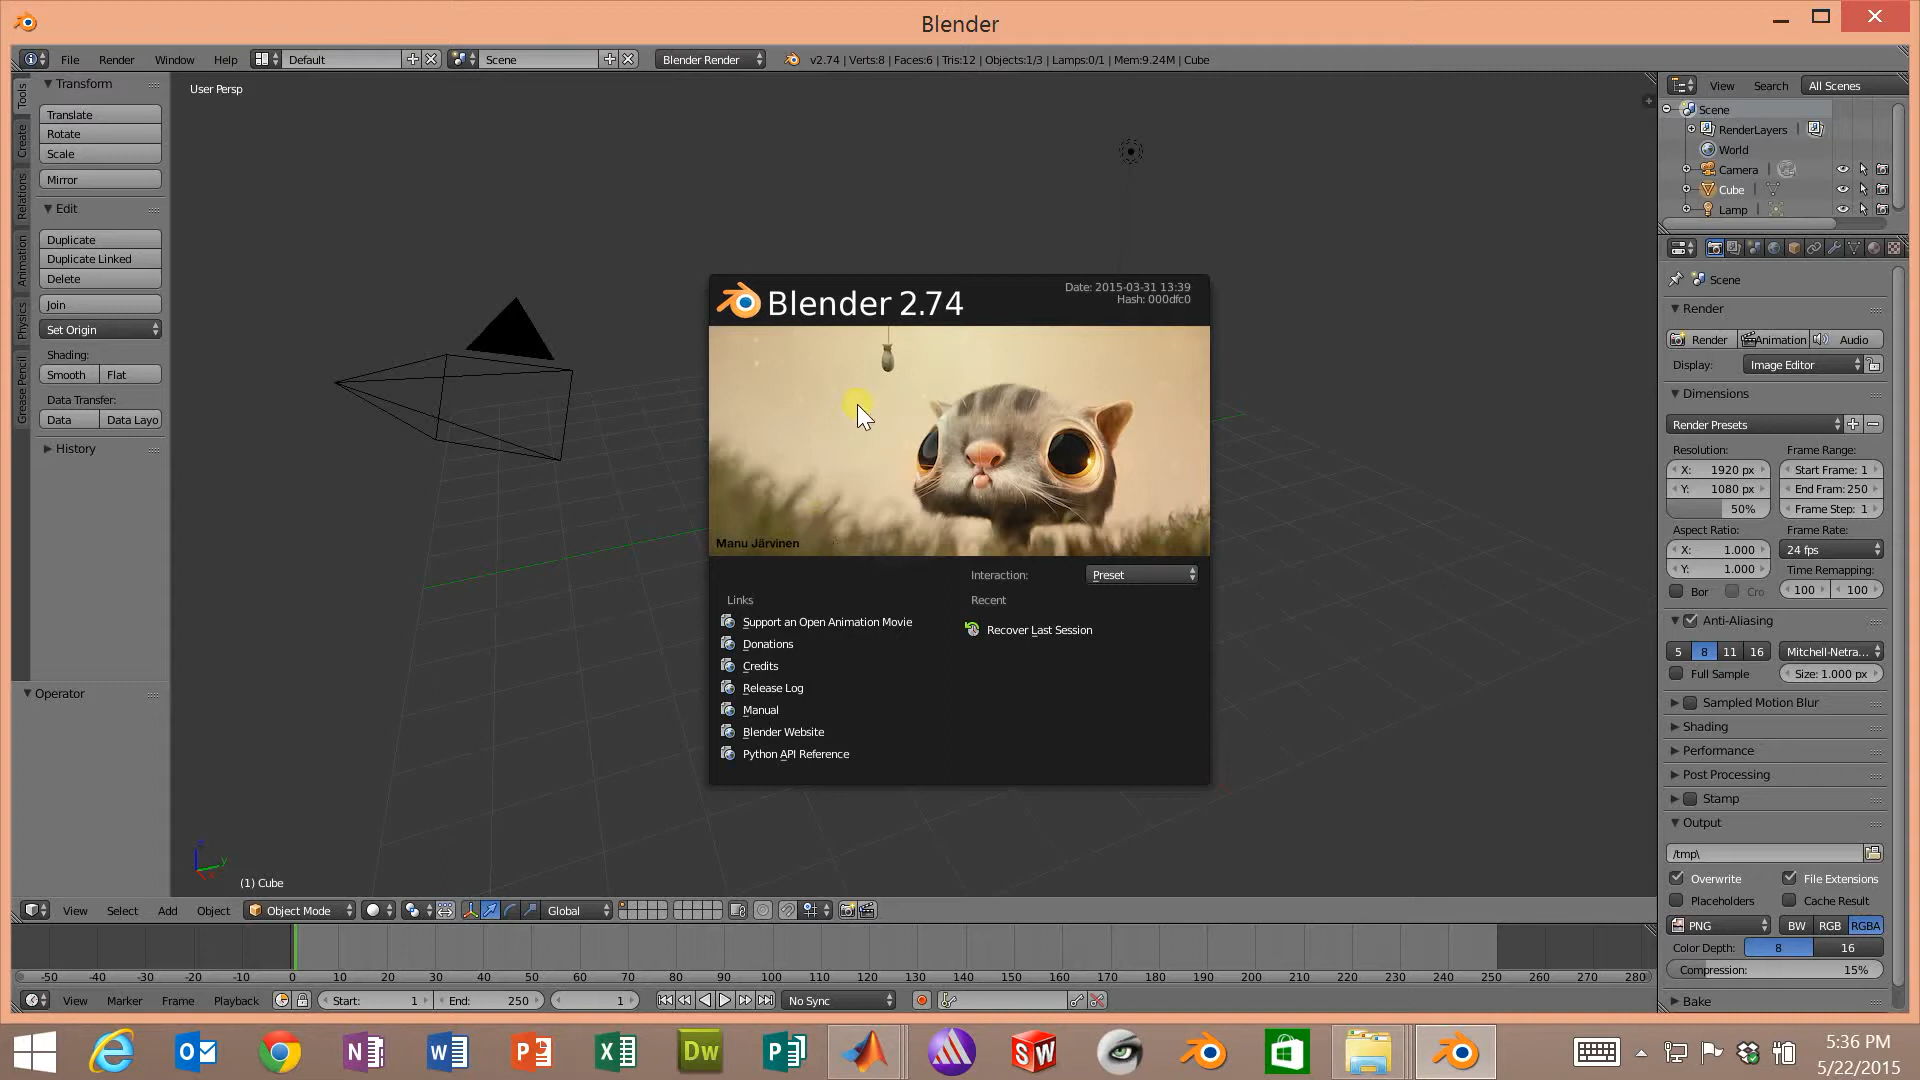 Blender
File Render Window Help Default Scene Blender Render v2.74 | Verts:8 | Faces:6 | Tris:12 | Objects:1/3 | Lamps:0/1 | Mem:9.24M | Cube
Tools
Create
Relations
Animation
Physics
Grease Pencil
Transform
Translate
Rotate
Scale
Mirror
Edit
Duplicate
Duplicate Linked
Delete
Join
Set Origin
Shading:
Smooth Flat
Data Transfer:
Data Data Layo
History
Operator
User Persp
Blender 2.74
Date: 2015-03-31 13:39
Hash: 000dfc0
Manu Järvinen
Interaction: Preset
Links
Support an Open Animation Movie
Donations
Credits
Release Log
Manual
Blender Website
Python API Reference
Recent
Recover Last Session
z
y
(1) Cube
View Select Add Object Object Mode Global
-50 -40 -30 -20 -10 0 10 20 30 40 50 60 70 80 90 100 110 120 130 140 150 160 170 180 190 200 210 220 230 240 250 260 270 280
View Marker Frame Playback Start: 1 End: 250 1 No Sync
View Search All Scenes
Scene
RenderLayers
World
Camera
Cube
Lamp
Scene
Render
Render Animation Audio
Display: Image Editor
Dimensions
Render Presets
Resolution: Frame Range:
X: 1920 px Start Frame: 1
Y: 1080 px End Fram: 250
50% Frame Step: 1
Aspect Ratio: Frame Rate:
X: 1.000 24 fps
Y: 1.000 Time Remapping:
Bor Cro 100 100
Anti-Aliasing
5 8 11 16 Mitchell-Netra...
Full Sample Size: 1.000 px
Sampled Motion Blur
Shading
Performance
Post Processing
Stamp
Output
/tmp\
Overwrite File Extensions
Placeholders Cache Result
PNG BW RGB RGBA
Color Depth: 8 16
Compression: 15%
Bake
Dw
SW
5:36 PM
5/22/2015